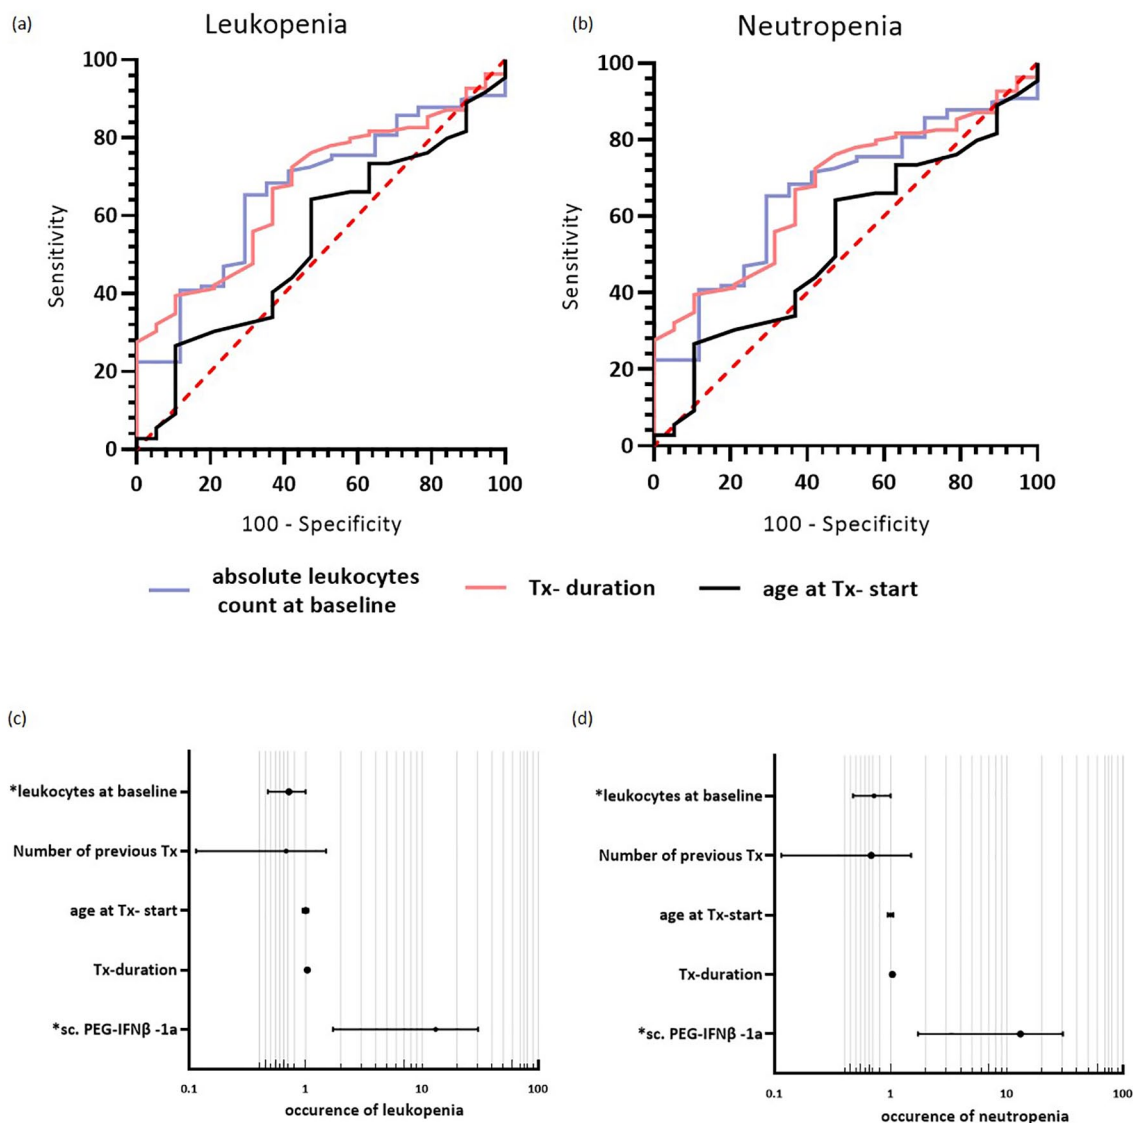 (a)
Leukopenia
100
80
60
40
20
0
Sensitivity
0 20 40 60 80 100
100 - Specificity
(b)
Neutropenia
100
80
60
40
20
0
Sensitivity
0 20 40 60 80 100
100 - Specificity
absolute leukocytes
count at baseline
Tx- duration
age at Tx- start
(c)
*leukocytes at baseline
Number of previous Tx
age at Tx- start
Tx-duration
*sc. PEG-IFNβ -1a
0.1 1 10 100
occurence of leukopenia
(d)
*leukocytes at baseline
Number of previous Tx
age at Tx-start
Tx-duration
*sc. PEG-IFNβ -1a
0.1 1 10 100
occurence of neutropenia